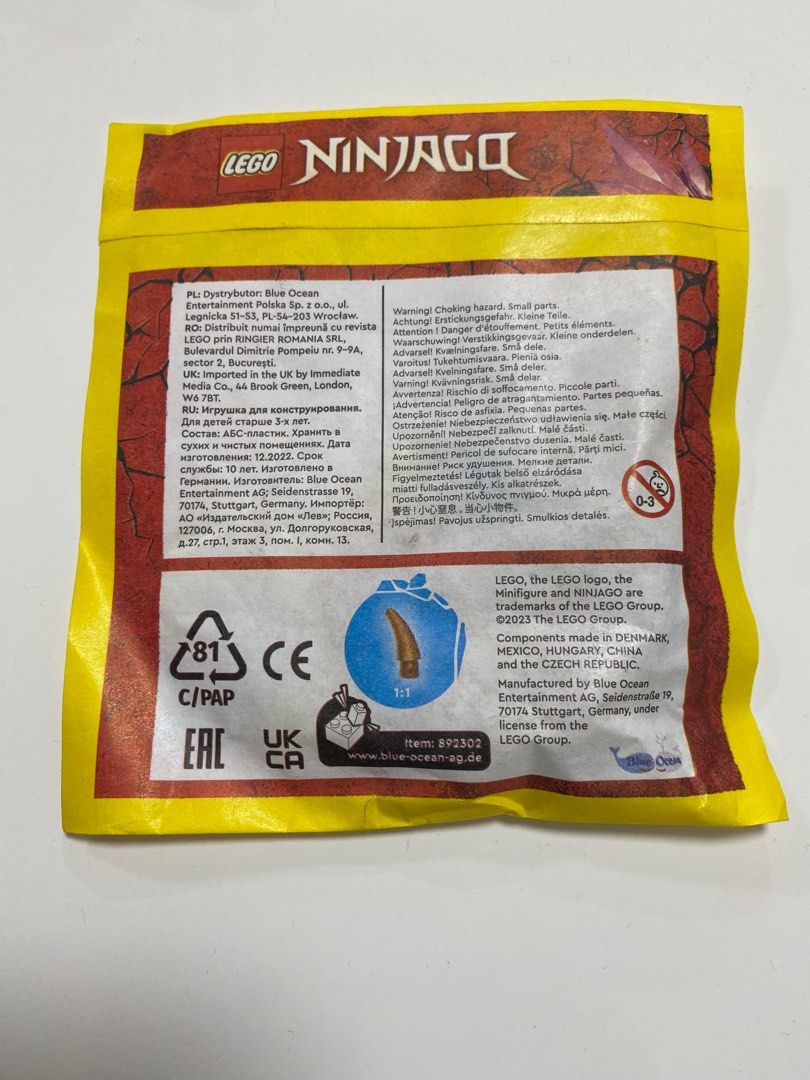 LEGO NINJAGO
PL: Dystrybutor: Blue Ocean
Entertainment Polska Sp. z o.o., ul.
Legnicka 51-53, PL-54-203 Wrocław.
RO: Distribuit numai împreună cu revista
LEGO prin RINGIER ROMANIA SRL,
Bulevardul Dimitrie Pompeiu nr. 9-9A,
sector 2, București.
UK: Imported in the UK by Immediate
Media Co., 44 Brook Green, London,
W6 7BT.
RU: Игрушка для конструирования.
Для детей старше 3-х лет.
Состав: АБС-пластик. Хранить в
сухих и чистых помещениях. Дата
изготовления: 12.2022. Срок
службы: 10 лет. Изготовлено в
Германии. Изготовитель: Blue Ocean
Entertainment AG; Seidenstrasse 19,
70174, Stuttgart, Germany. Импортёр:
АО «Издательский дом «Лев»; Россия,
127006, г. Москва, ул. Долгоруковская,
д.27, стр.1, этаж 3, пом. I, комн. 13.
Warning! Choking hazard. Small parts.
Achtung! Erstickungsgefahr. Kleine Teile.
Attention ! Danger d'étouffement. Petits éléments.
Waarschuwing! Verstikkingsgevaar. Kleine onderdelen.
Advarsel! Kvælningsfare. Små dele.
Varoitus! Tukehtumisvaara. Pieniä osia.
Advarsel! Kvelningsfare. Små deler.
Varning! Kvävningsrisk. Små delar.
Avvertenza! Rischio di soffocamento. Piccole parti.
¡Advertencia! Peligro de atragantamiento. Partes pequeñas.
Atenção! Risco de asfixia. Pequenas partes.
Ostrzeżenie! Niebezpieczeństwo udławienia się. Małe części.
Upozornění! Nebezpečí zalknutí. Malé části.
Upozornenie! Nebezpečenstvo dusenia. Malé časti.
Avertisment! Pericol de sufocare internă. Părţi mici.
Внимание! Риск удушения. Мелкие детали.
Figyelmeztetés! Légutak belső elzáródása
miatti fulladásveszély. Kis alkatrészek.
Προειδοποίηση! Κίνδυνος πνιγμού. Μικρά μέρη.
警告!小心窒息。当心小物件。
Įspėjimas! Pavojus užspringti. Smulkios detalės.
0-3
81
C/PAP
CE
1:1
EAC
UK
CA
Item: 892302
www.blue-ocean-ag.de
LEGO, the LEGO logo, the
Minifigure and NINJAGO are
trademarks of the LEGO Group.
©2023 The LEGO Group.
Components made in DENMARK,
MEXICO, HUNGARY, CHINA
and the CZECH REPUBLIC.
Manufactured by Blue Ocean
Entertainment AG, Seidenstraße 19,
70174 Stuttgart, Germany, under
license from the
LEGO Group.
Blue Ocean